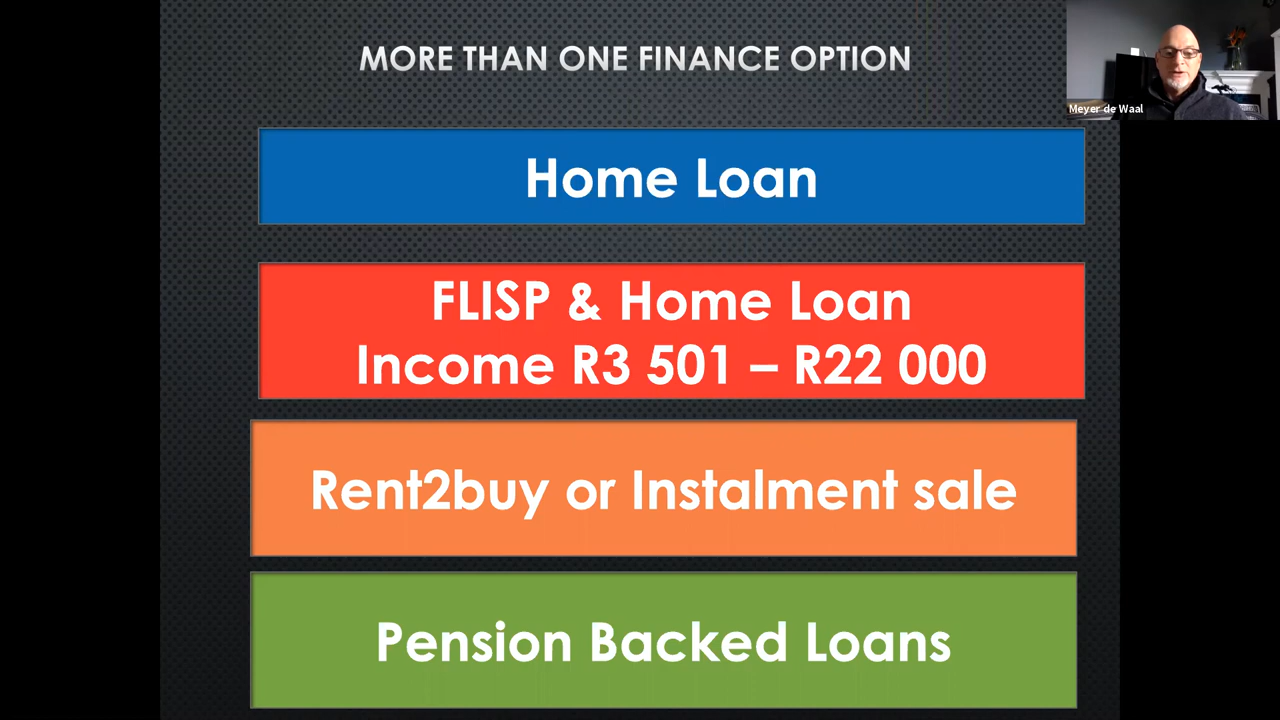 MORE THAN ONE FINANCE OPTION
Meyer de Waal
Home Loan
FLISP & Home Loan
Income R3 501 – R22 000
Rent2buy or Instalment sale
Pension Backed Loans